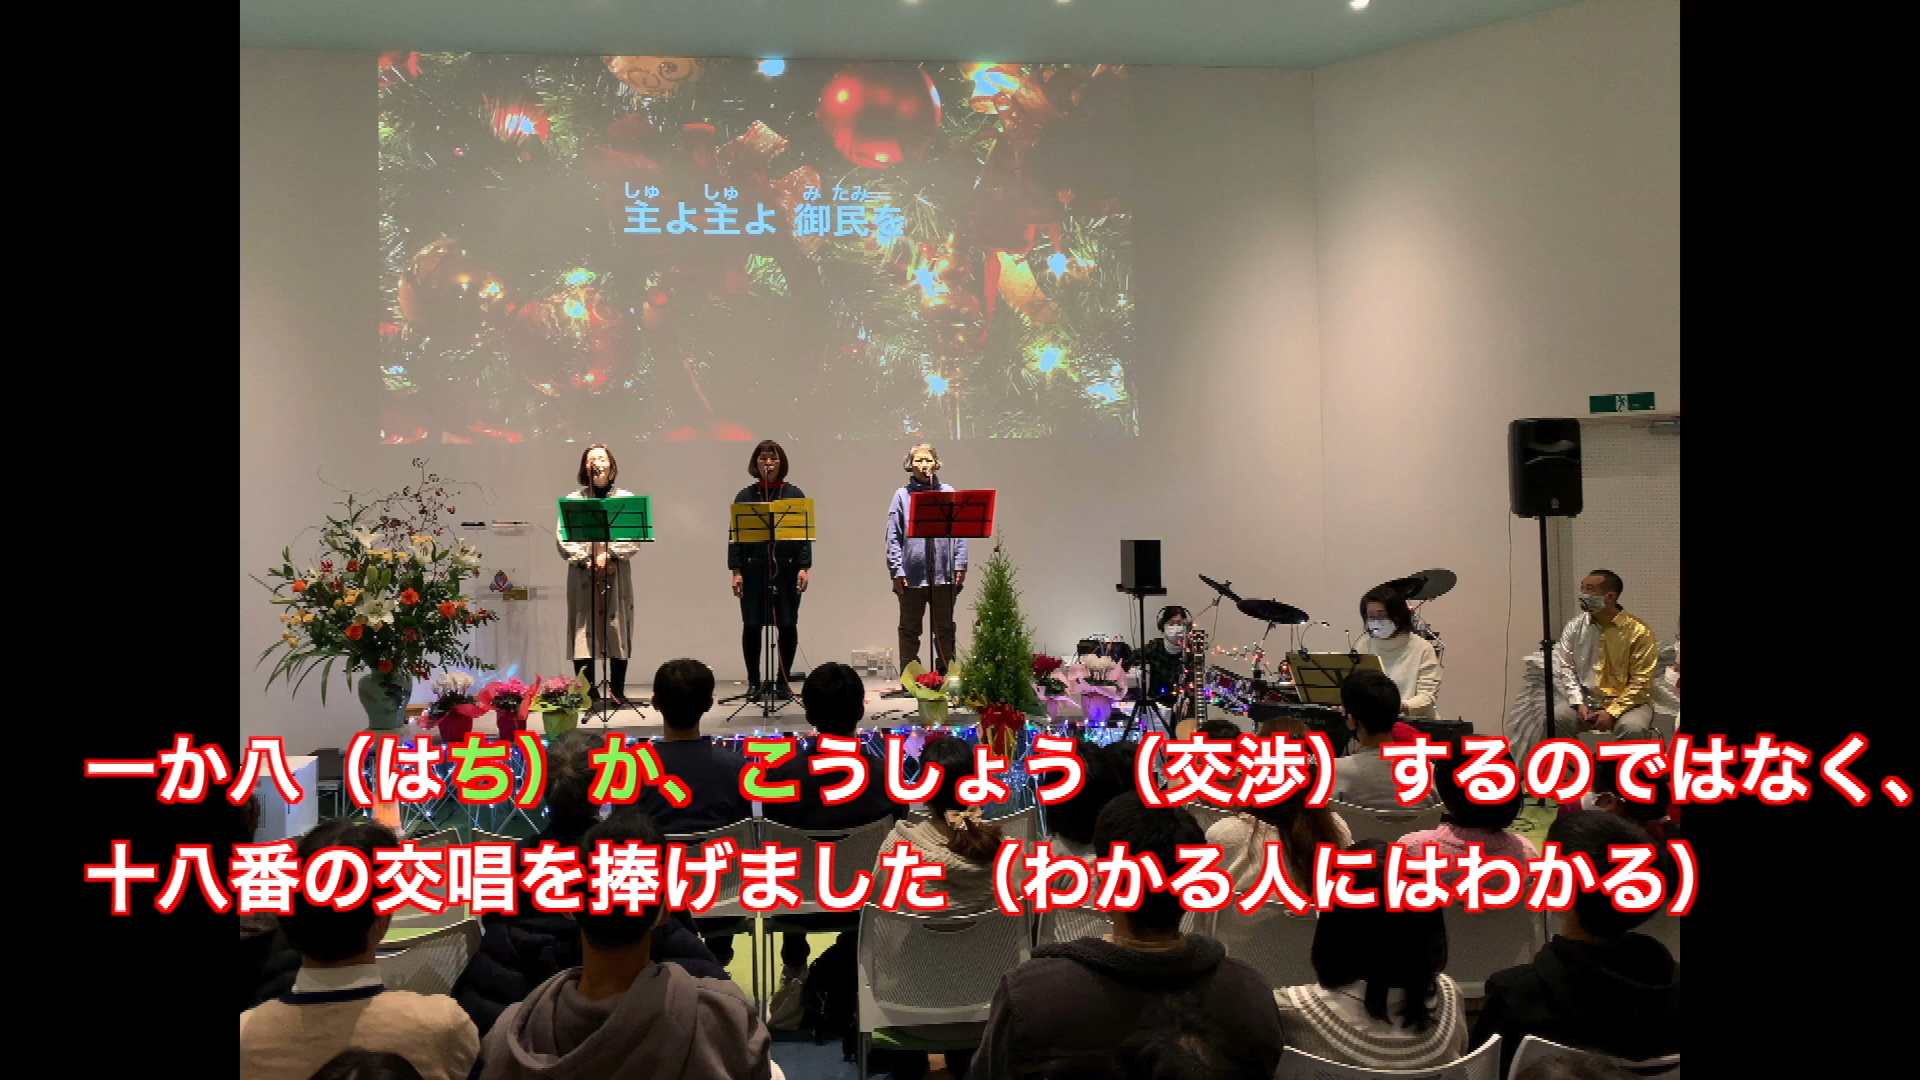 しゅ しゅ み たみ
主よ主よ 御民を
一か八（はち）か、こうしょう（交渉）するのではなく、
十八番の交唱を捧げました（わかる人にはわかる）